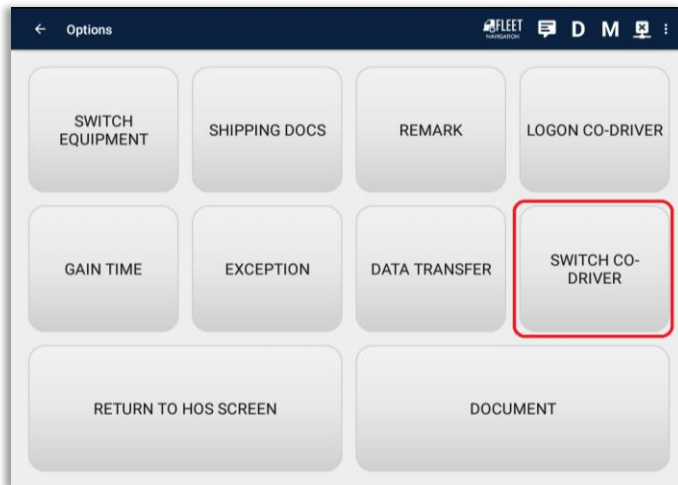 Options
FLEET
NAVIGATION
D M
SWITCH
EQUIPMENT
SHIPPING DOCS
REMARK
LOGON CO-DRIVER
GAIN TIME
EXCEPTION
DATA TRANSFER
SWITCH CO-
DRIVER
RETURN TO HOS SCREEN
DOCUMENT